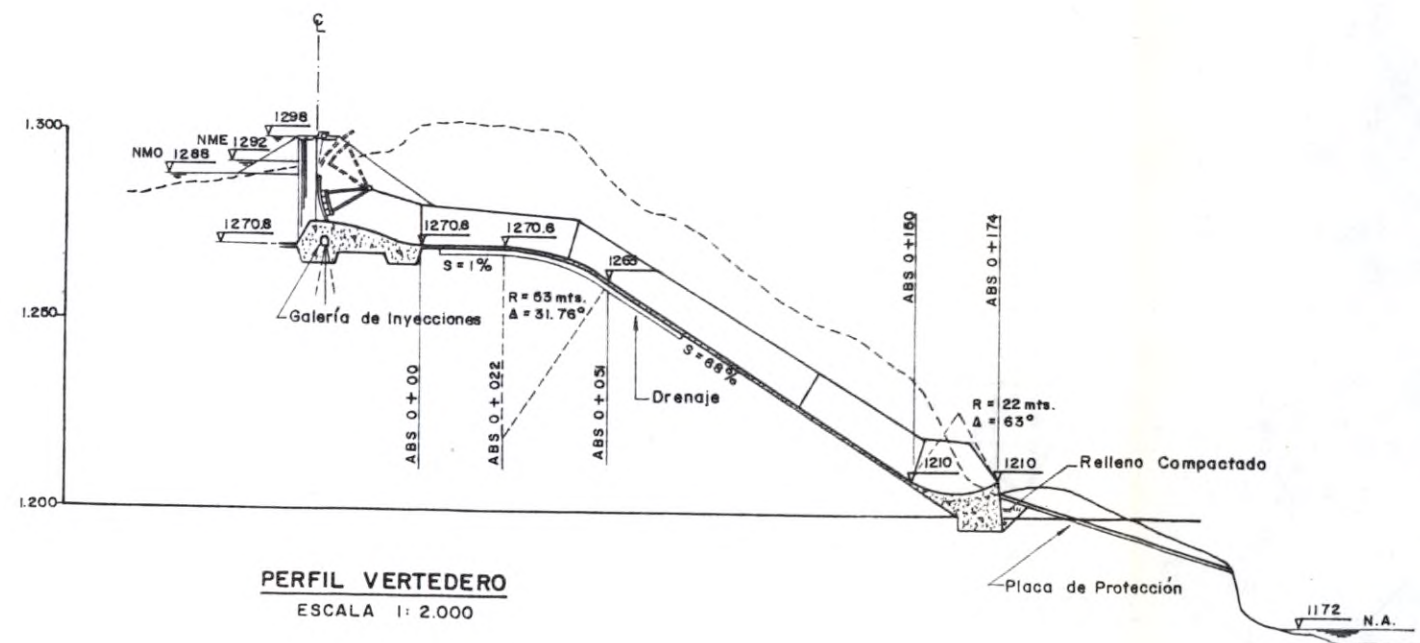 ℄
1.300
1298
NME 1292
NMO 1288
1270.8
1270.8
1270.6
S = 1%
1263
ABS 0+160
ABS 0+174
1.250
Galería de Inyecciones
R = 53 mts.
Δ = 31.76°
S = 68%
Drenaje
ABS 0+00
ABS 0+022
ABS 0+051
R = 22 mts.
Δ = 63°
1210
1210
Relleno Compactado
1.200
Placa de Protección
PERFIL VERTEDERO
ESCALA 1: 2.000
1172 N.A.